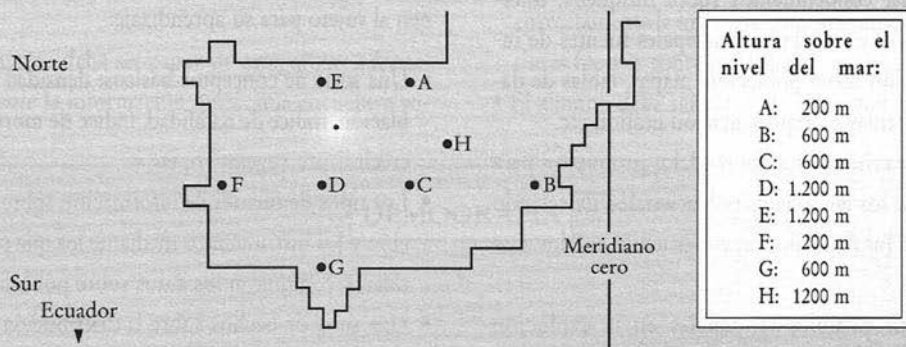 Norte
E
A
H
F
D
C
B
Meridiano
cero
G
Sur
Ecuador
Altura sobre el
nivel del mar:
A: 200 m
B: 600 m
C: 600 m
D: 1.200 m
E: 1.200 m
F: 200 m
G: 600 m
H: 1200 m